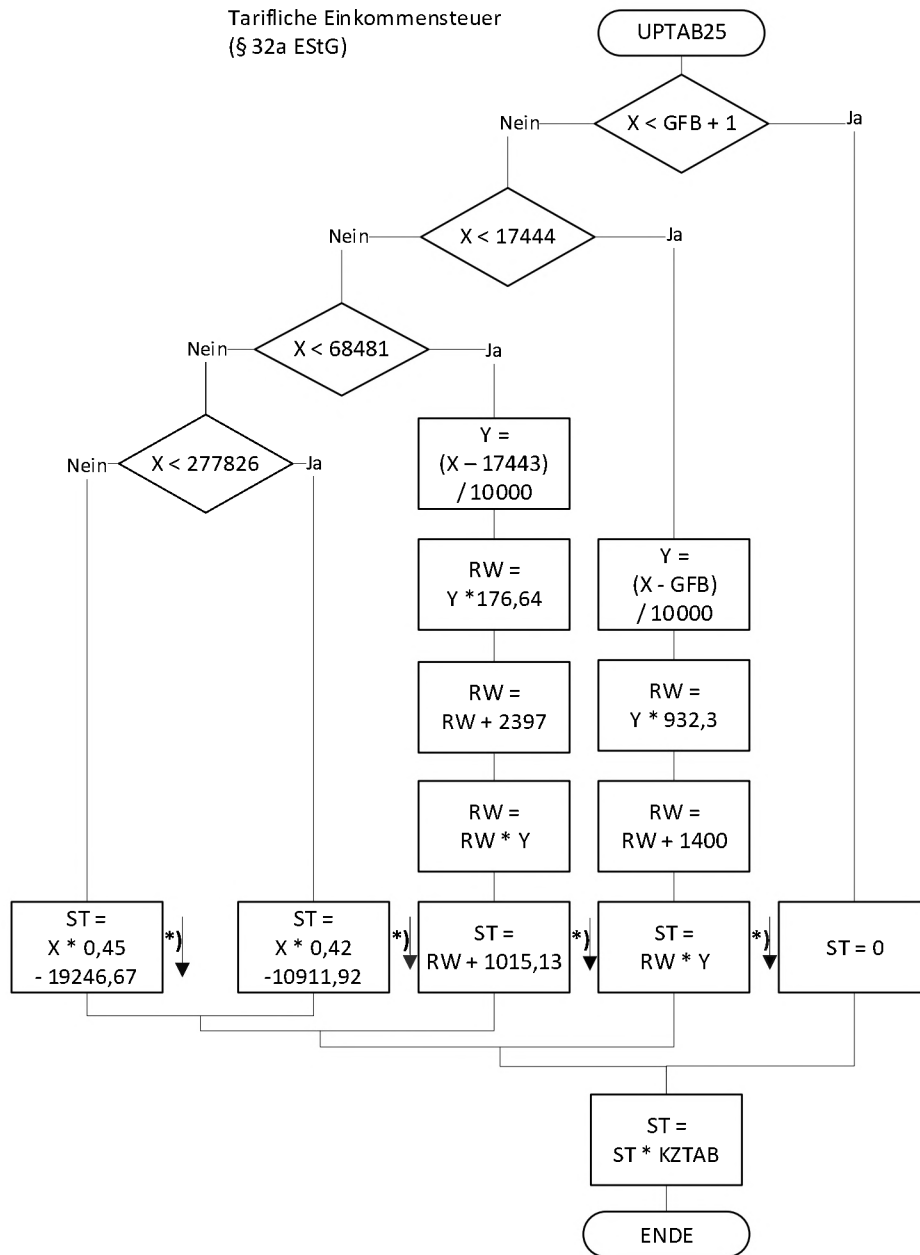 Tarifliche Einkommensteuer
(§ 32a EStG)
UPTAB25
X < GFB + 1
Nein
Ja
X < 17444
Nein
Ja
X < 68481
Nein
Ja
X < 277826
Nein
Ja
Y =
(X – 17443)
/ 10000
RW =
Y *176,64
RW =
RW + 2397
RW =
RW * Y
Y =
(X - GFB)
/ 10000
RW =
Y * 932,3
RW =
RW + 1400
ST =
X * 0,45
- 19246,67
*)
ST =
X * 0,42
-10911,92
*)
ST =
RW + 1015,13
*)
ST =
RW * Y
*)
ST = 0
ST =
ST * KZTAB
ENDE